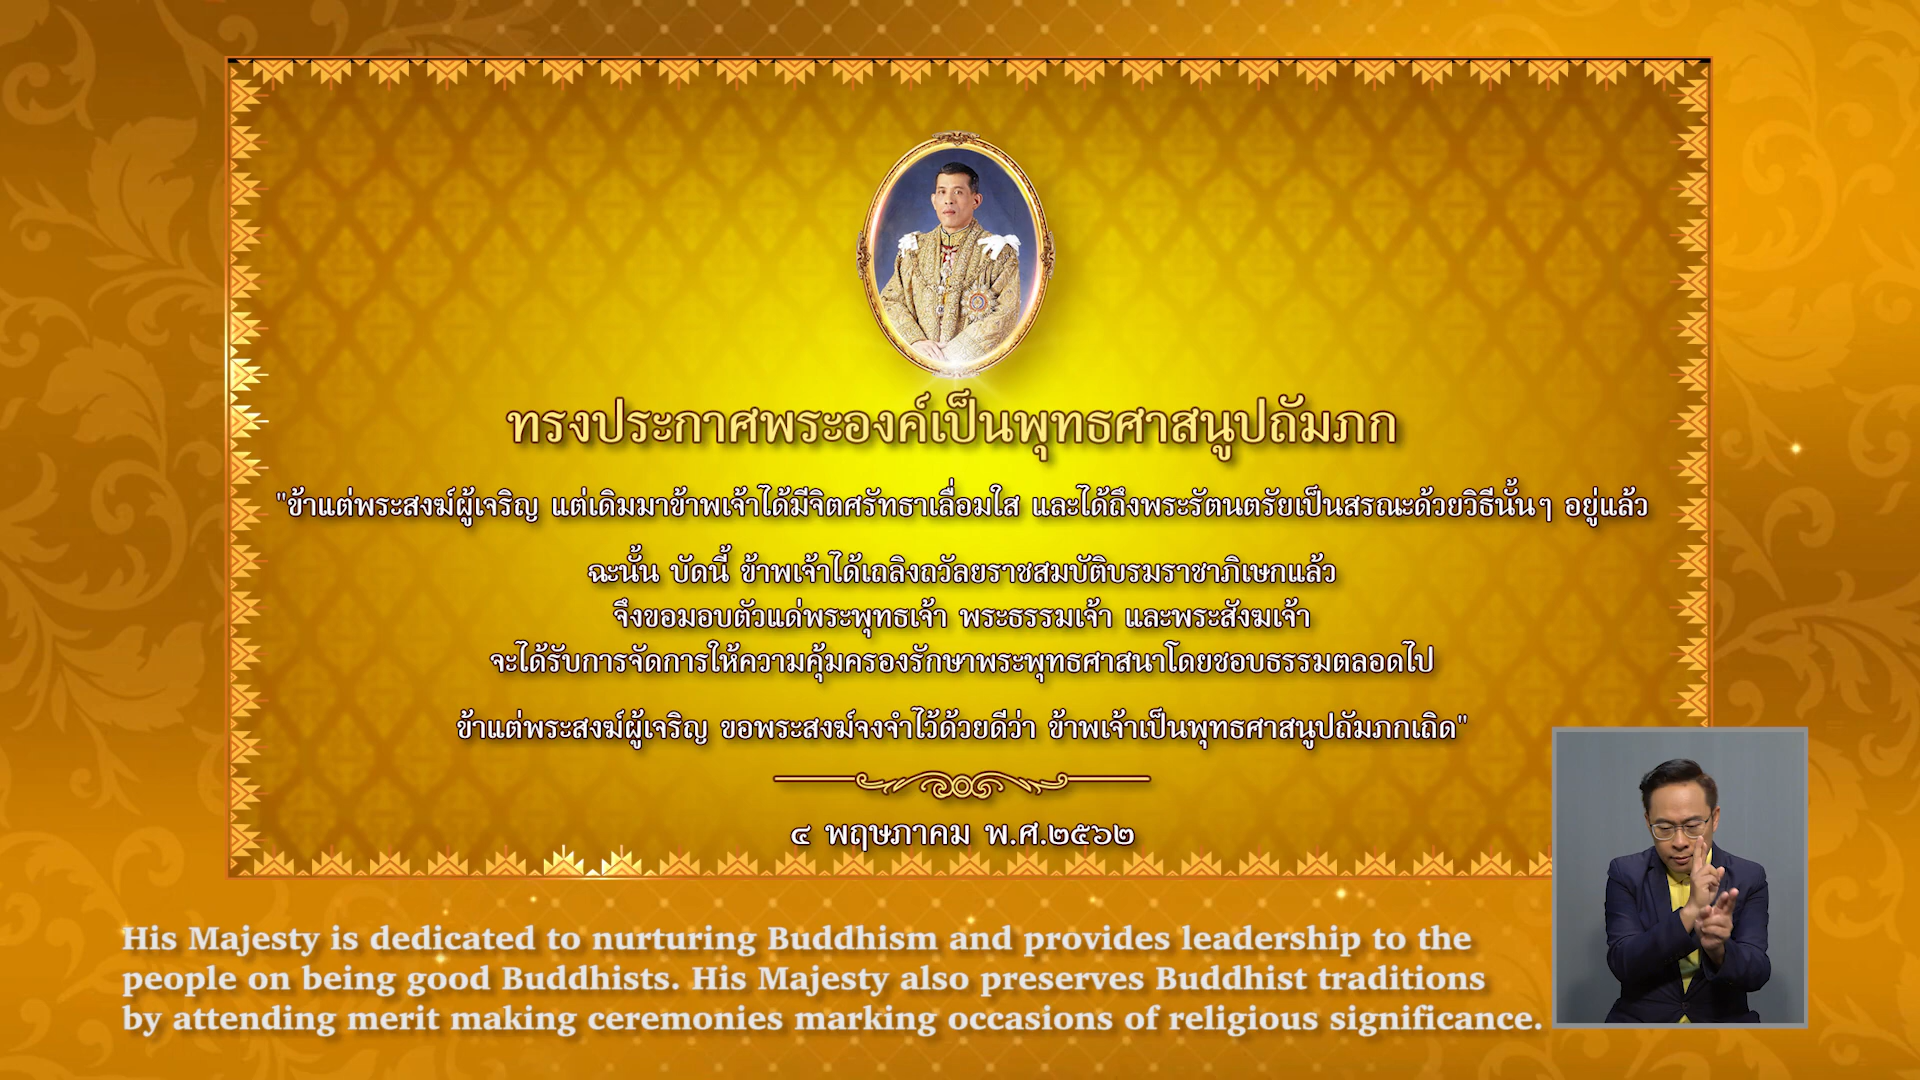 ทรงประกาศพระองค์เป็นพุทธศาสนูปถัมภก
"ข้าแต่พระสงฆ์ผู้เจริญ แต่เดิมมาข้าพเจ้าได้มีจิตศรัทธาเลื่อมใส และได้ถึงพระรัตนตรัยเป็นสรณะด้วยวิธีนั้นๆ อยู่แล้ว
ฉะนั้น บัดนี้ ข้าพเจ้าได้เถลิงถวัลยราชสมบัติบรมราชาภิเษกแล้ว
จึงขอมอบตัวแด่พระพุทธเจ้า พระธรรมเจ้า และพระสังฆเจ้า
จะได้รับการจัดการให้ความคุ้มครองรักษาพระพุทธศาสนาโดยชอบธรรมตลอดไป
ข้าแต่พระสงฆ์ผู้เจริญ ขอพระสงฆ์จงจำไว้ด้วยดีว่า ข้าพเจ้าเป็นพุทธศาสนูปถัมภกเถิด"
๔ พฤษภาคม พ.ศ.๒๕๖๒
His Majesty is dedicated to nurturing Buddhism and provides leadership to the
people on being good Buddhists. His Majesty also preserves Buddhist traditions
by attending merit making ceremonies marking occasions of religious significance.